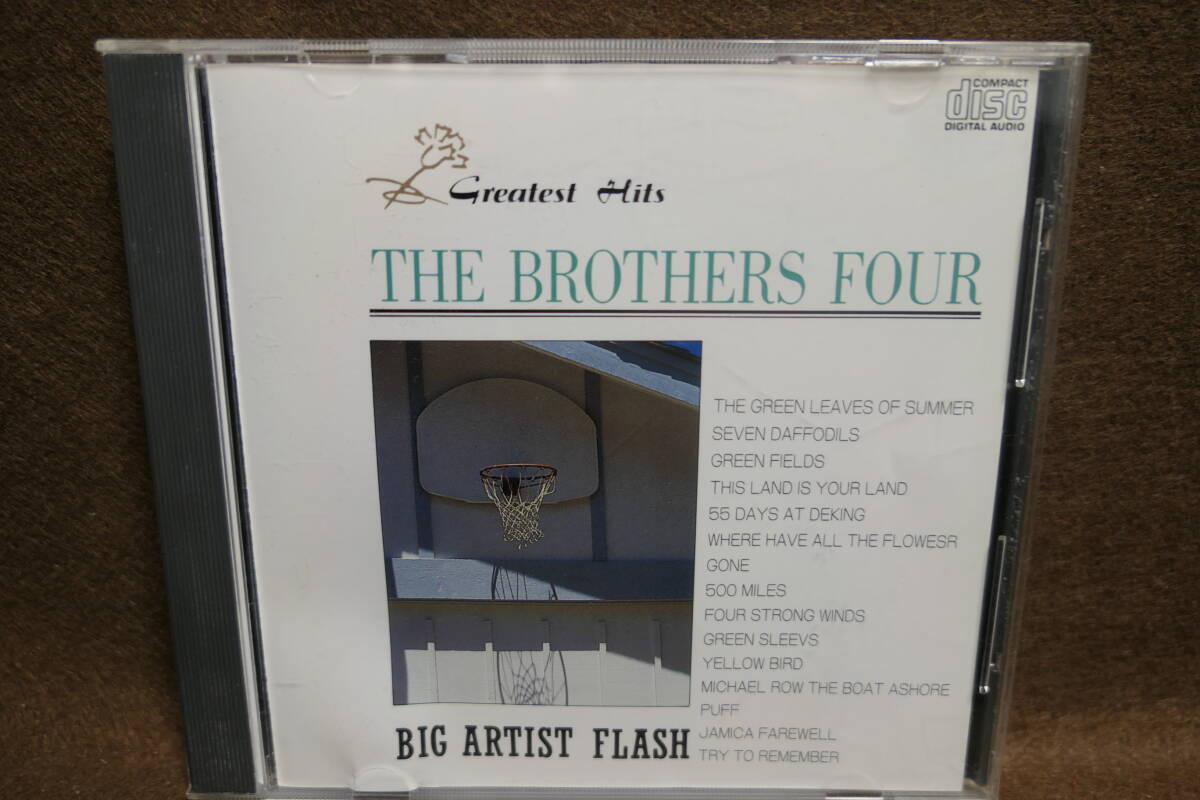 COMPACT
disc
DIGITAL AUDIO
Greatest Hits
THE BROTHERS FOUR
THE GREEN LEAVES OF SUMMER
SEVEN DAFFODILS
GREEN FIELDS
THIS LAND IS YOUR LAND
55 DAYS AT DEKING
WHERE HAVE ALL THE FLOWESR
GONE
500 MILES
FOUR STRONG WINDS
GREEN SLEEVS
YELLOW BIRD
MICHAEL ROW THE BOAT ASHORE
PUFF
JAMICA FAREWELL
TRY TO REMEMBER
BIG ARTIST FLASH